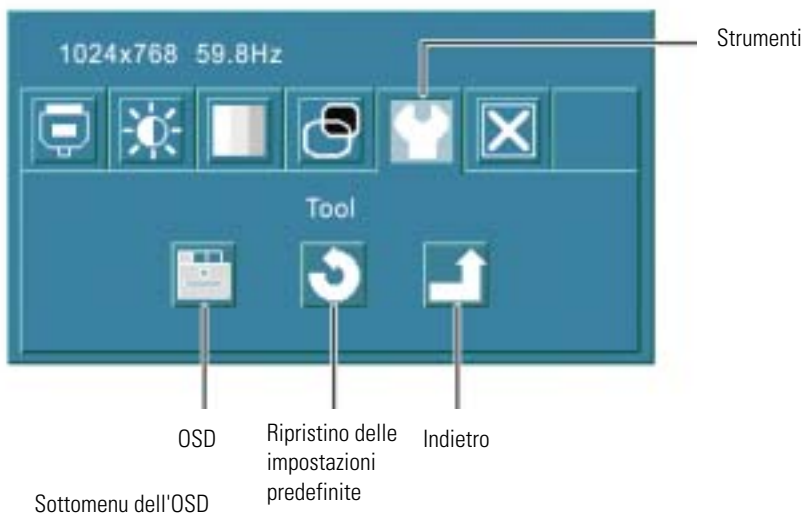 1024x768 59.8Hz
Strumenti
Tool
OSD
Ripristino delle
impostazioni
predefinite
Indietro
Sottomenu dell'OSD